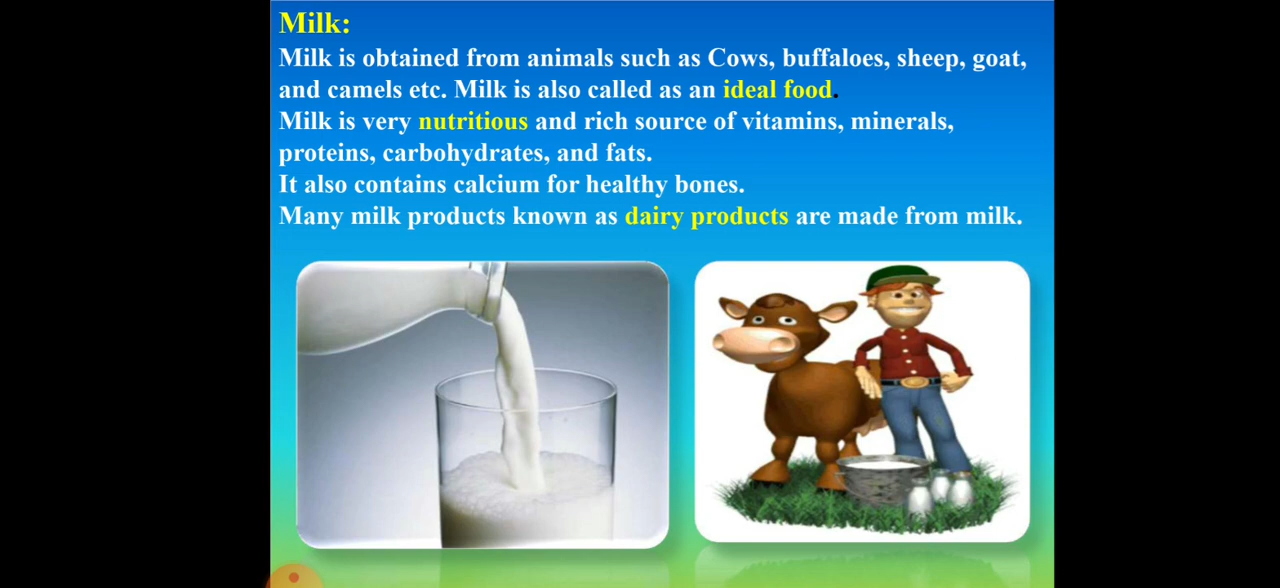 Milk:
Milk is obtained from animals such as Cows, buffaloes, sheep, goat,
and camels etc. Milk is also called as an ideal food.
Milk is very nutritious and rich source of vitamins, minerals,
proteins, carbohydrates, and fats.
It also contains calcium for healthy bones.
Many milk products known as dairy products are made from milk.